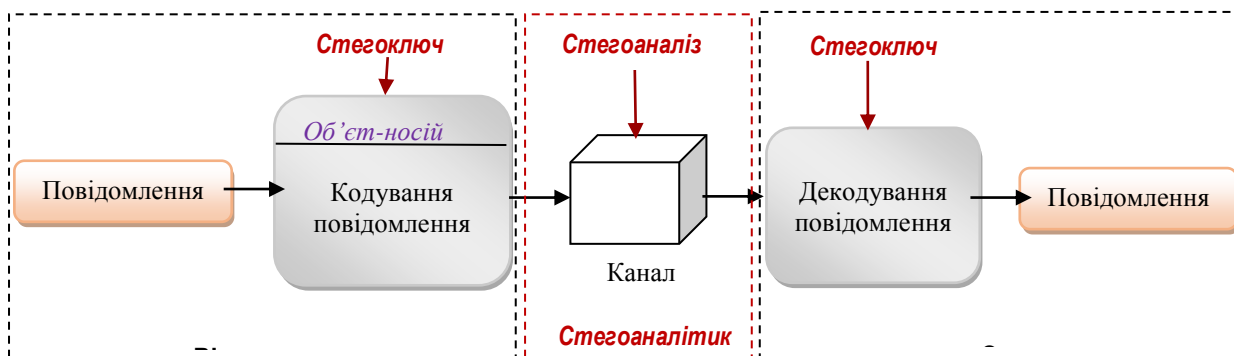 Стегоключ
Стегоаналіз
Стегоключ
Об’єт-носій
Повідомлення
Кодування
повідомлення
Декодування
повідомлення
Повідомлення
Канал
Стегоаналітик